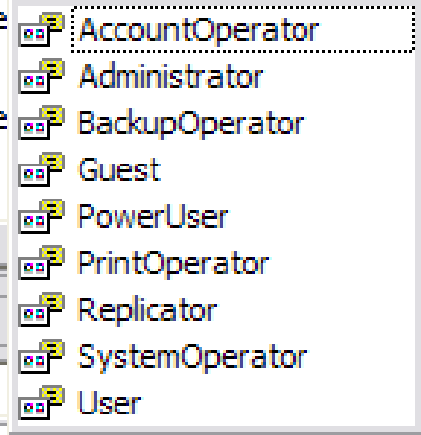 AccountOperator
Administrator
BackupOperator
Guest
PowerUser
PrintOperator
Replicator
SystemOperator
User